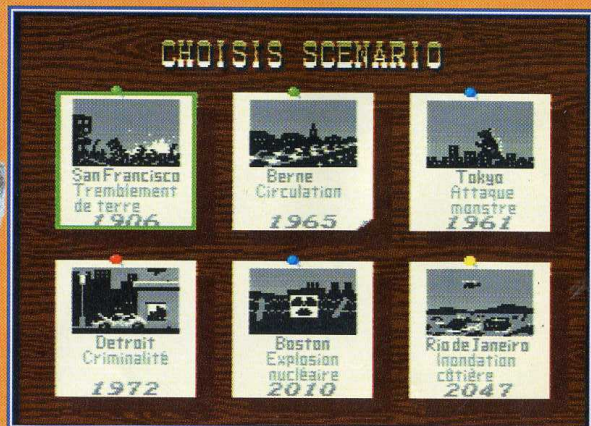 CHOISIS SCENARIO
San Francisco
Tremblement
de terre
1906
Berne
Circulation
1965
Tokyo
Attaque
monstre
1961
Detroit
Criminalité
1972
Boston
Explosion
nucléaire
2010
Rio de Janeiro
Inondation
côtière
2047